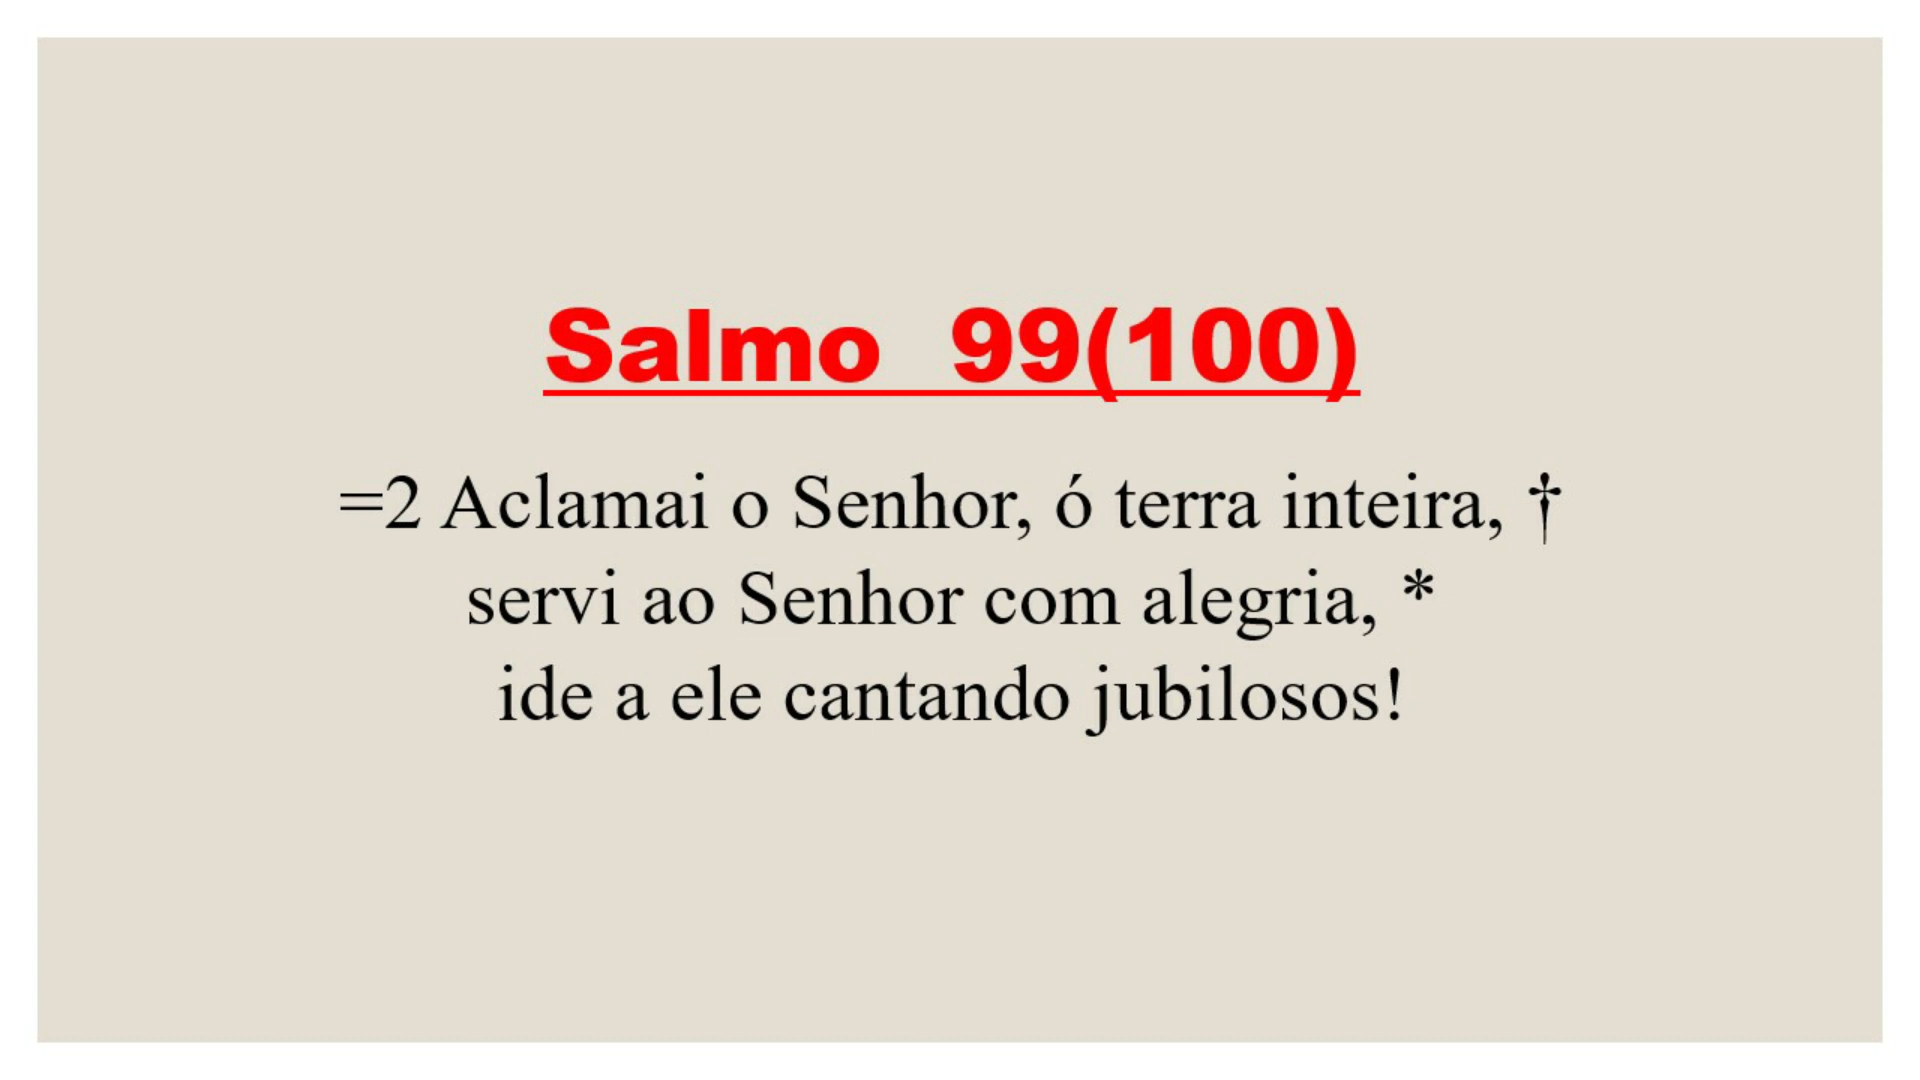 Salmo 99(100)
=2 Aclamai o Senhor, ó terra inteira, †
servi ao Senhor com alegria, *
ide a ele cantando jubilosos!